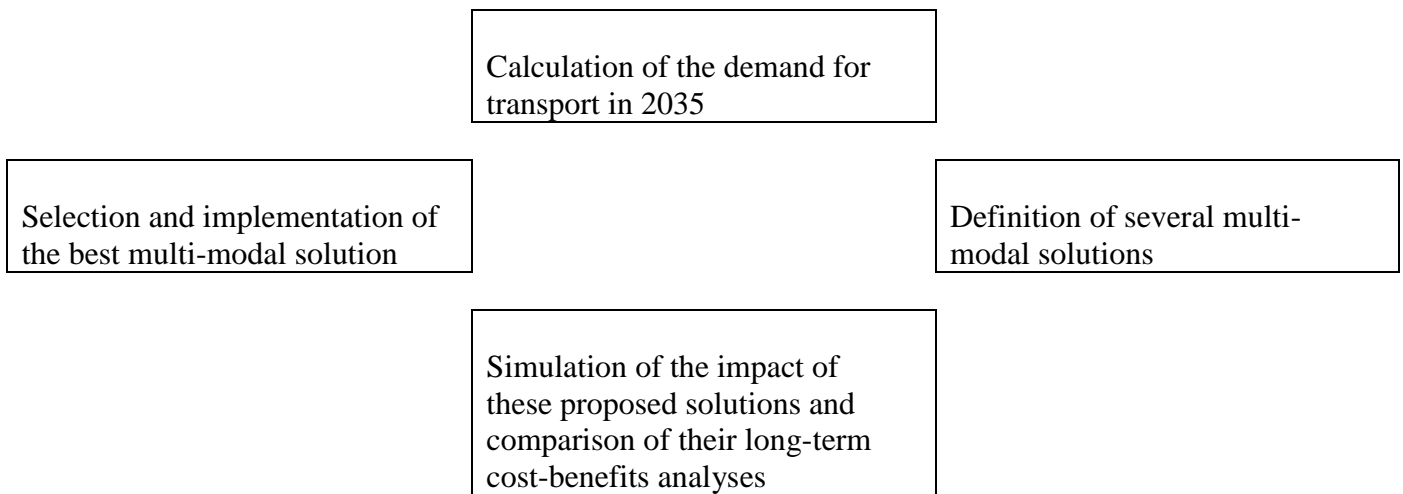 Calculation of the demand for
transport in 2035
Selection and implementation of
the best multi-modal solution
Definition of several multi-
modal solutions
Simulation of the impact of
these proposed solutions and
comparison of their long-term
cost-benefits analyses